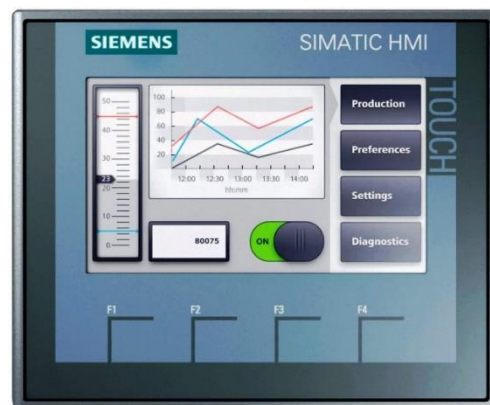 SIEMENS
SIMATIC HMI
TOUCH
50
40
30
23
20
10
0
100
80
60
40
20
12:00 12:30 13:00 13:30 14:00
hh:mm
80075
ON
Production
Preferences
Settings
Diagnostics
F1 F2 F3 F4